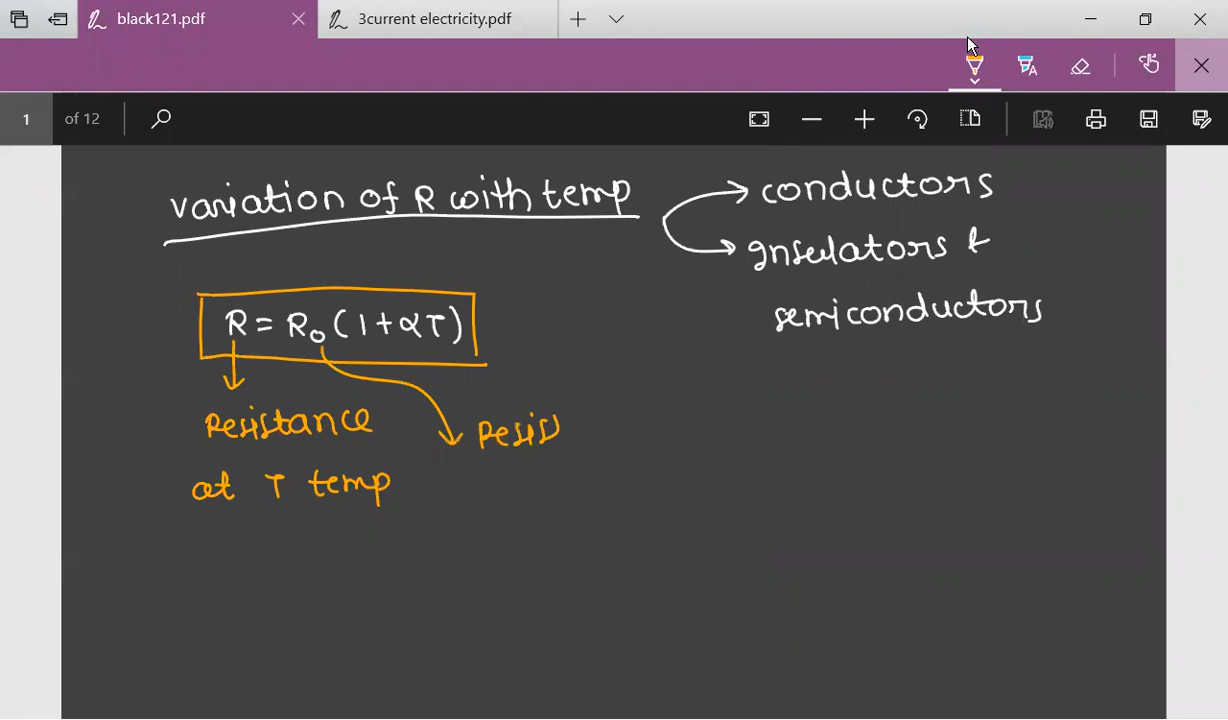 black121.pdf
3current electricity.pdf
1 of 12
variation of R with temp
conductors
Insulators &
semiconductors
R = R₀ (1 + αT)
Resistance
at T temp
Resis